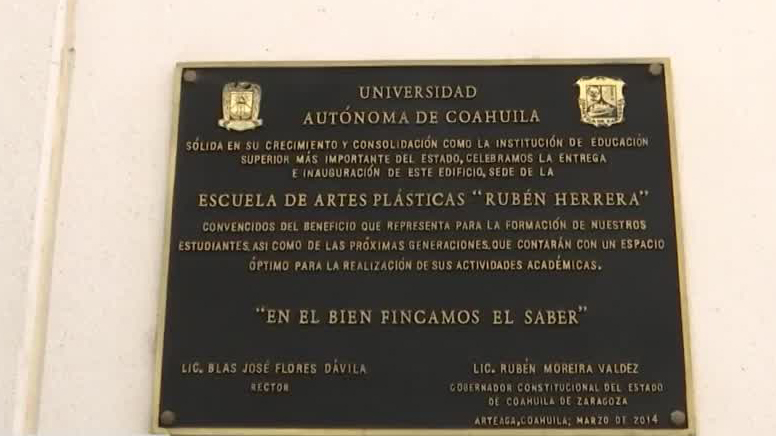 UNIVERSIDAD
AUTÓNOMA DE COAHUILA
SÓLIDA EN SU CRECIMIENTO Y CONSOLIDACIÓN COMO LA INSTITUCIÓN DE EDUCACIÓN
SUPERIOR MÁS IMPORTANTE DEL ESTADO, CELEBRAMOS LA ENTREGA
E INAUGURACIÓN DE ESTE EDIFICIO, SEDE DE LA
ESCUELA DE ARTES PLÁSTICAS "RUBÉN HERRERA"
CONVENCIDOS DEL BENEFICIO QUE REPRESENTA PARA LA FORMACIÓN DE NUESTROS
ESTUDIANTES, ASI COMO DE LAS PRÓXIMAS GENERACIONES, QUE CONTARÁN CON UN ESPACIO
ÓPTIMO PARA LA REALIZACIÓN DE SUS ACTIVIDADES ACADÉMICAS.
"EN EL BIEN FINCAMOS EL SABER"
LIC. BLAS JOSÉ FLORES DÁVILA
RECTOR
LIC. RUBÉN MOREIRA VALDEZ
GOBERNADOR CONSTITUCIONAL DEL ESTADO
DE COAHUILA DE ZARAGOZA
ARTEAGA, COAHUILA; MARZO DE 2014